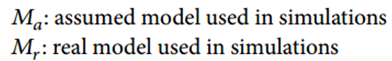 Mₐ: assumed model used in simulations
Mᵣ: real model used in simulations